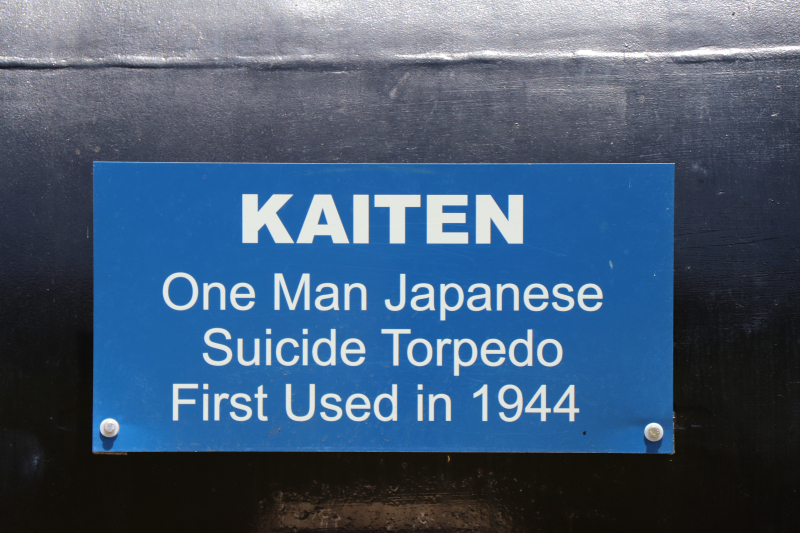 KAITEN
One Man Japanese
Suicide Torpedo
First Used in 1944